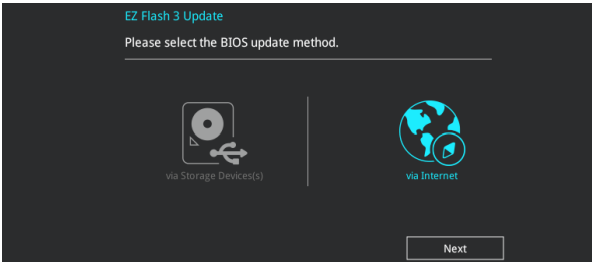 EZ Flash 3 Update
Please select the BIOS update method.
via Storage Devices(s)
via Internet
Next